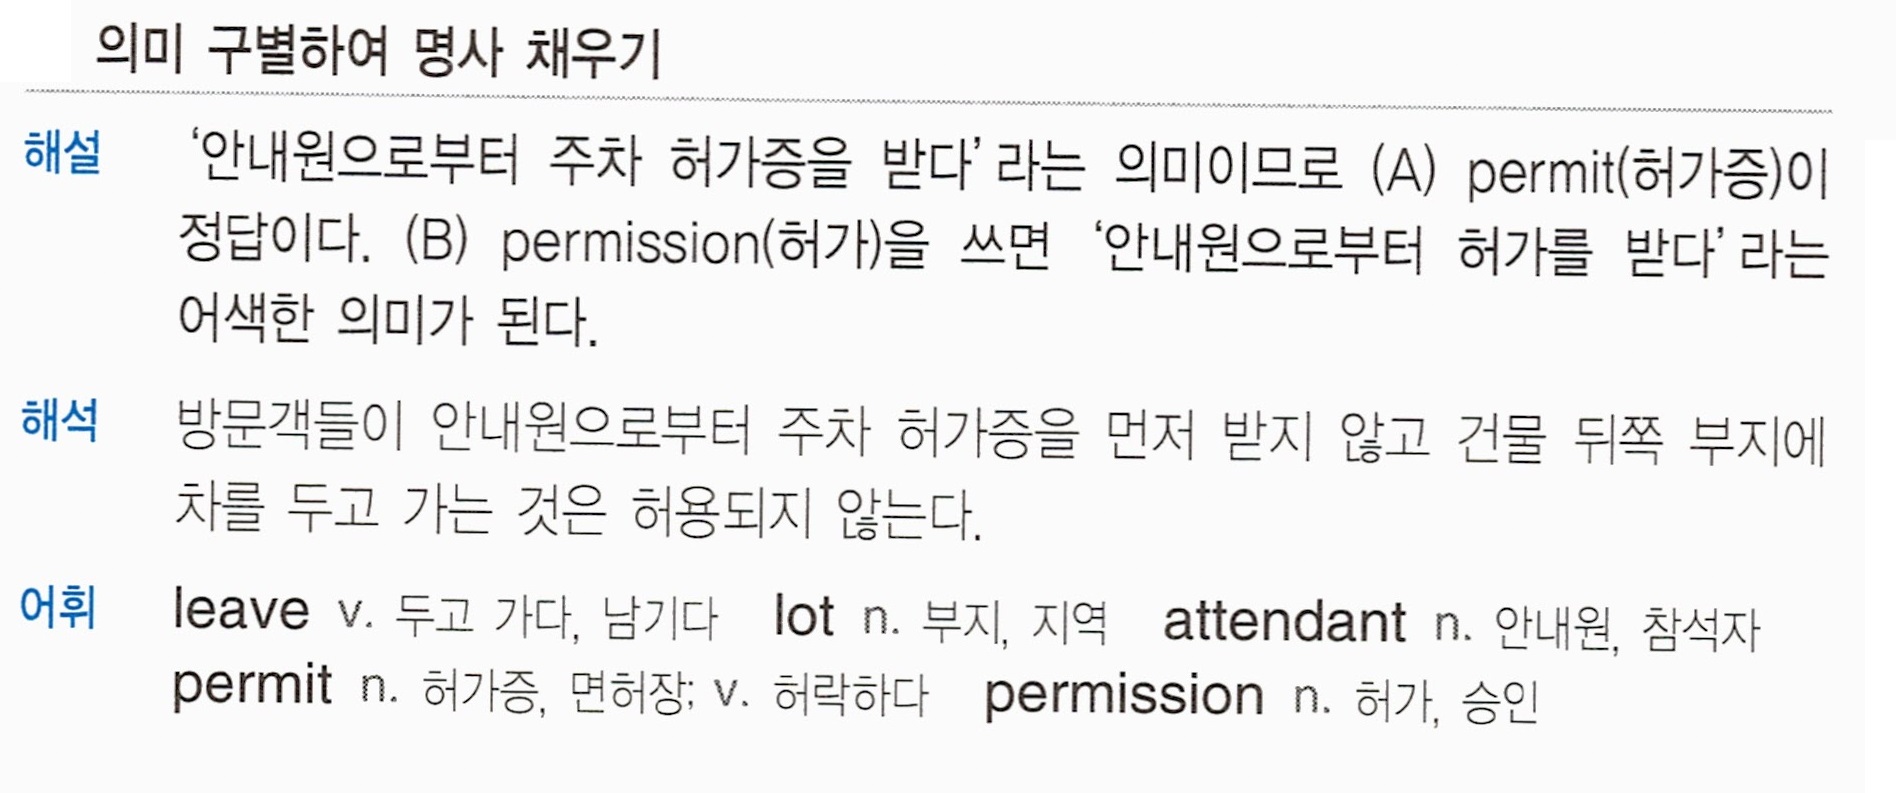 의미 구별하여 명사 채우기
해설 '안내원으로부터 주차 허가증을 받다'라는 의미이므로 (A) permit(허가증)이
정답이다. (B) permission(허가)을 쓰면 '안내원으로부터 허가를 받다'라는
어색한 의미가 된다.
해석 방문객들이 안내원으로부터 주차 허가증을 먼저 받지 않고 건물 뒤쪽 부지에
차를 두고 가는 것은 허용되지 않는다.
어휘 leave v. 두고 가다, 남기다 lot n. 부지, 지역 attendant n. 안내원, 참석자
permit n. 허가증, 면허장; v. 허락하다 permission n. 허가, 승인